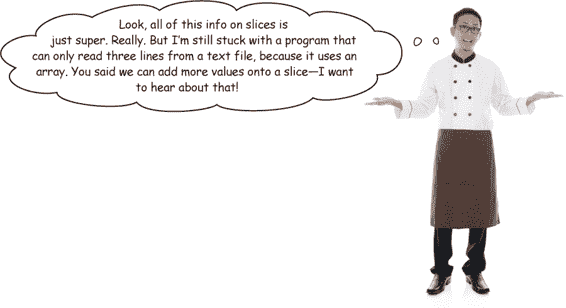 Look, all of this info on slices is
just super. Really. But I'm still stuck with a program that
can only read three lines from a text file, because it uses an
array. You said we can add more values onto a slice—I want
to hear about that!